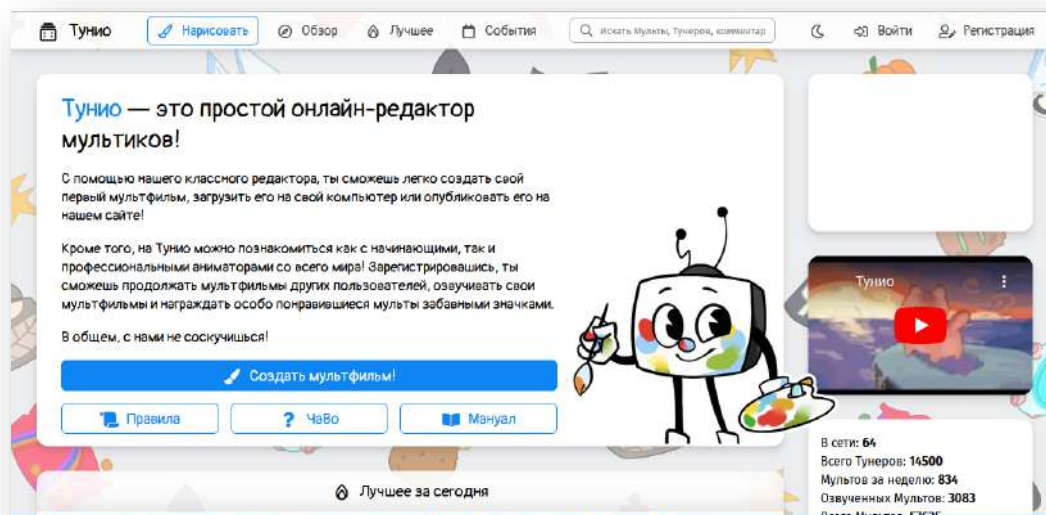 Тунио
Нарисовать
Обзор
Лучшее
События
Искать Мульты, Тунеров, комментар
Войти
Регистрация
Тунио — это простой онлайн-редактор
мультиков!
С помощью нашего классного редактора, ты сможешь легко создать свой
первый мультфильм, загрузить его на свой компьютер или опубликовать его на
нашем сайте!
Кроме того, на Тунио можно познакомиться как с начинающими, так и
профессиональными аниматорами со всего мира! Зарегистрировашись, ты
сможешь продолжать мультфильмы других пользователей, озвучивать свои
мультфильмы и награждать особо понравившиеся мульты забавными значками.
В общем, с нами не соскучишься!
Создать мультфильм!
Правила
? ЧаВо
Мануал
Лучшее за сегодня
Тунио
В сети: 64
Всего Тунеров: 14500
Мультов за неделю: 834
Озвученных Мультов: 3083